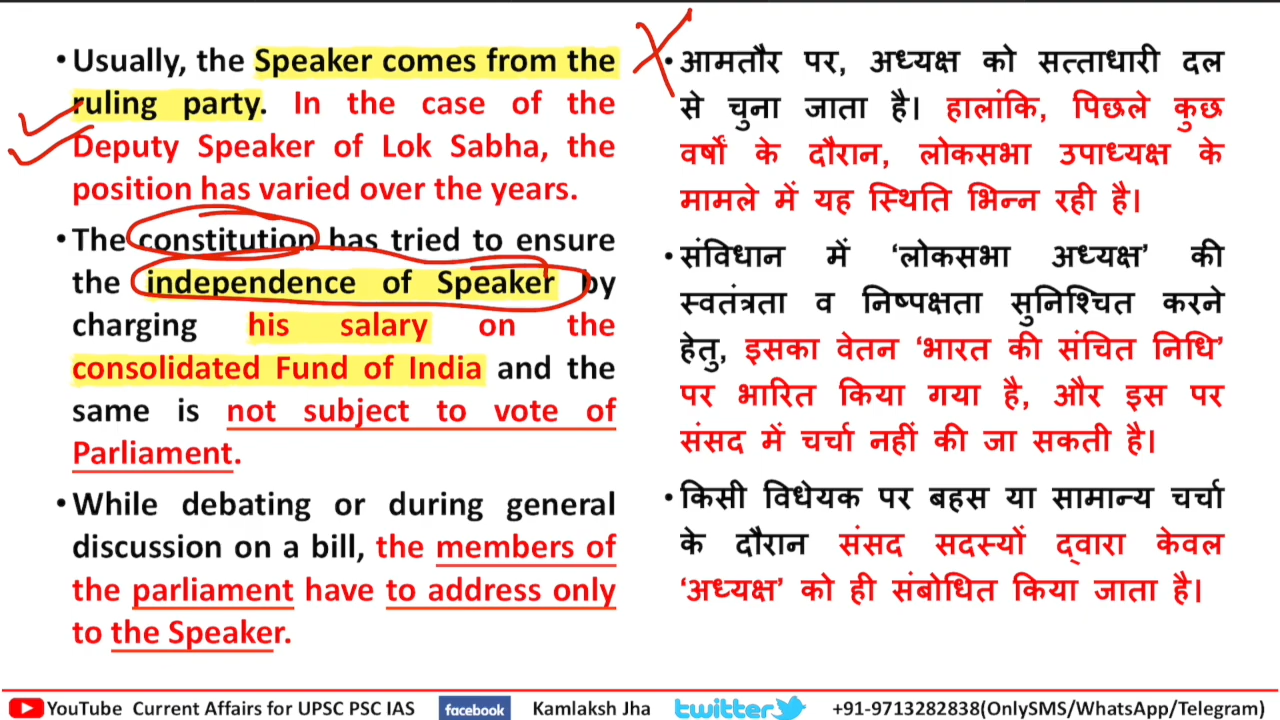 • Usually, the Speaker comes from the
ruling party. In the case of the
Deputy Speaker of Lok Sabha, the
position has varied over the years.
• The constitution has tried to ensure
the independence of Speaker by
charging his salary on the
consolidated Fund of India and the
same is not subject to vote of
Parliament.
• While debating or during general
discussion on a bill, the members of
the parliament have to address only
to the Speaker.
• आमतौर पर, अध्यक्ष को सत्ताधारी दल
से चुना जाता है। हालांकि, पिछले कुछ
वर्षों के दौरान, लोकसभा उपाध्यक्ष के
मामले में यह स्थिति भिन्न रही है।
• संविधान में ‘लोकसभा अध्यक्ष’ की
स्वतंत्रता व निष्पक्षता सुनिश्चित करने
हेतु, इसका वेतन ‘भारत की संचित निधि’
पर भारित किया गया है, और इस पर
संसद में चर्चा नहीं की जा सकती है।
• किसी विधेयक पर बहस या सामान्य चर्चा
के दौरान संसद सदस्यों द्वारा केवल
‘अध्यक्ष’ को ही संबोधित किया जाता है।
YouTube Current Affairs for UPSC PSC IAS facebook Kamlaksh Jha twitter +91-9713282838(OnlySMS/WhatsApp/Telegram)